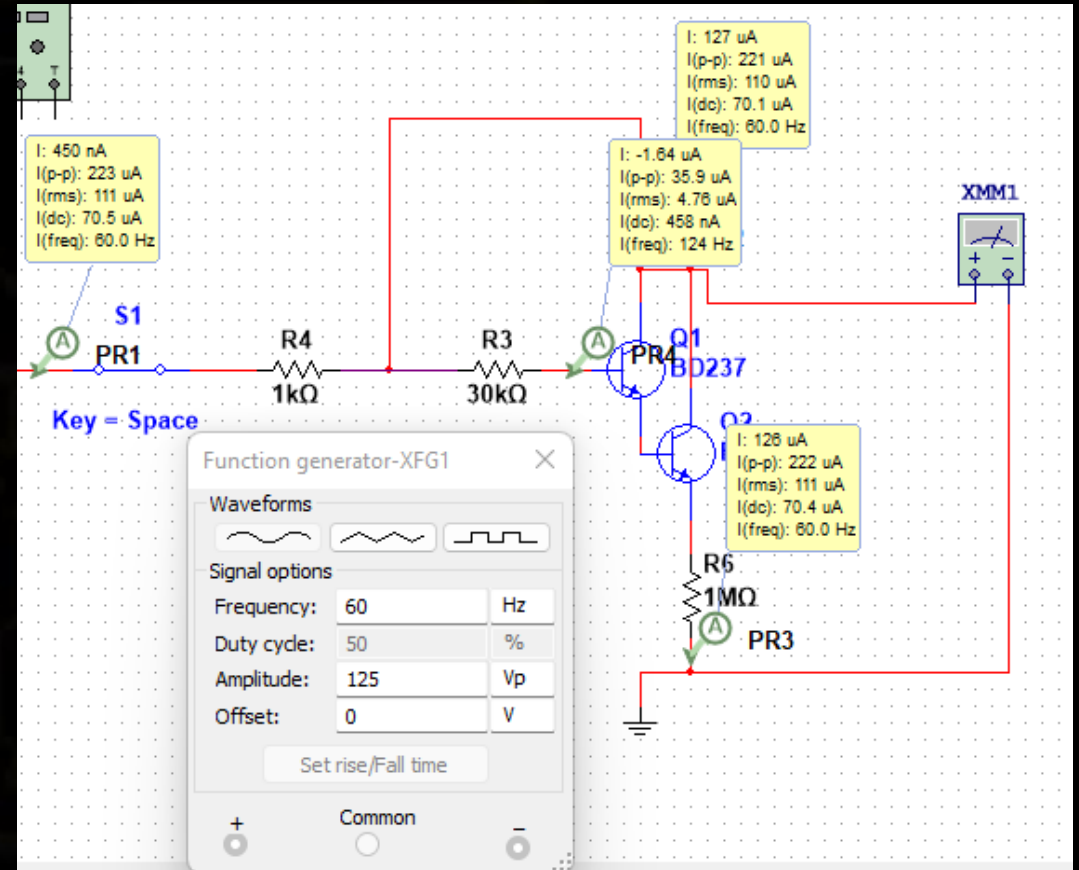 I: 127 uA
I(p-p): 221 uA
I(rms): 110 uA
I(dc): 70.1 uA
I(freq): 60.0 Hz
T
I: 450 nA
I(p-p): 223 uA
I(rms): 111 uA
I(dc): 70.5 uA
I(freq): 60.0 Hz
I: -1.64 uA
I(p-p): 35.9 uA
I(rms): 4.76 uA
I(dc): 458 nA
I(freq): 124 Hz
XMM1
+ −
S1
A
PR1
R4
1kΩ
R3
30kΩ
A
PR4
Q1
BD237
Key = Space
Q2
I: 126 uA
I(p-p): 222 uA
I(rms): 111 uA
I(dc): 70.4 uA
I(freq): 60.0 Hz
R6
1MΩ
A
PR3
Function generator-XFG1
Waveforms
Signal options
Frequency: 60 Hz
Duty cycle: 50 %
Amplitude: 125 Vp
Offset: 0 V
Set rise/Fall time
+ Common −